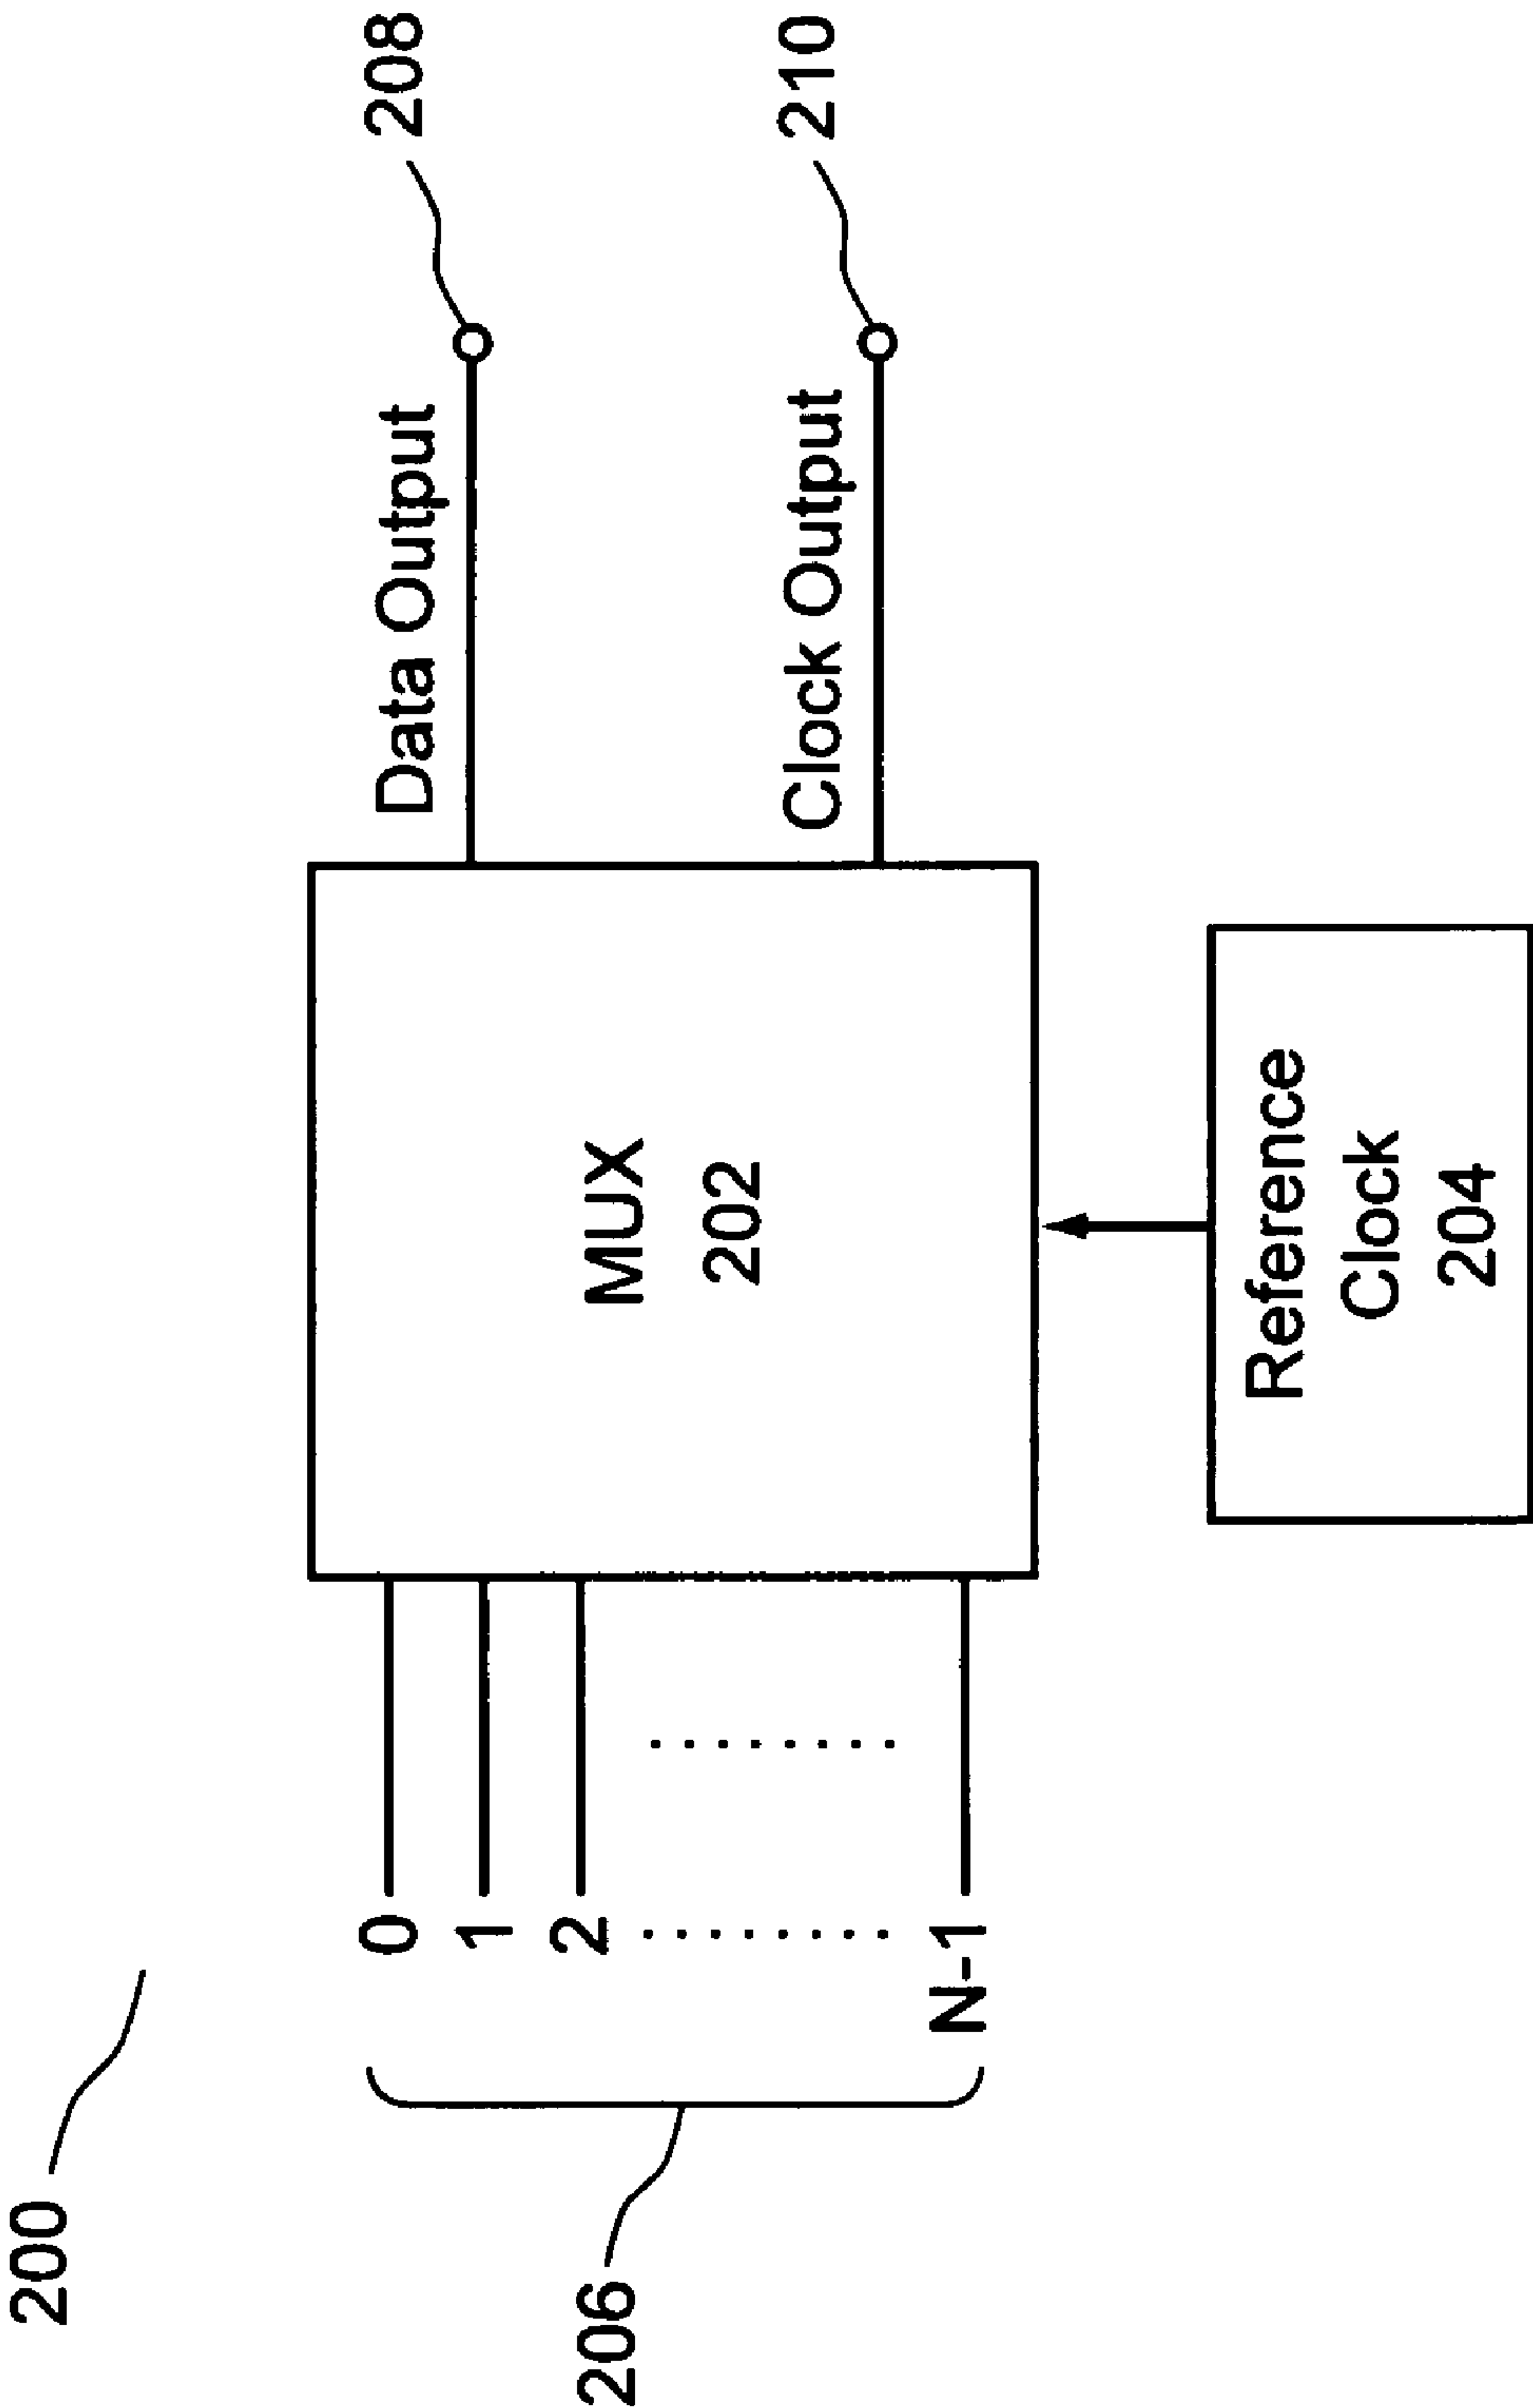 200
206
0
1
2
N-1
MUX
202
Data Output
208
Clock Output
210
Reference
Clock
204